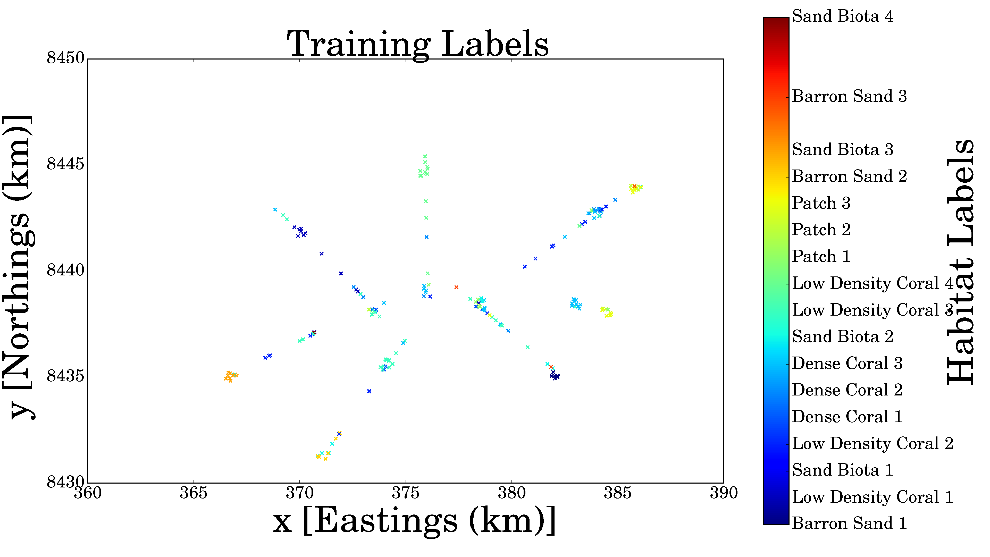 Training Labels
8450
8445
8440
8435
8430
y [Northings (km)]
360
365
370
375
380
385
390
x [Eastings (km)]
Sand Biota 4
Barron Sand 3
Sand Biota 3
Barron Sand 2
Patch 3
Patch 2
Patch 1
Low Density Coral 4
Low Density Coral 3
Sand Biota 2
Dense Coral 3
Dense Coral 2
Dense Coral 1
Low Density Coral 2
Sand Biota 1
Low Density Coral 1
Barron Sand 1
Habitat Labels